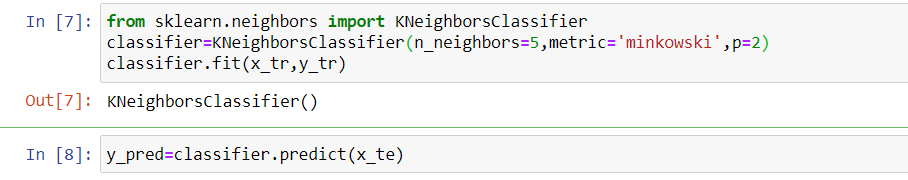 In [7]: from sklearn.neighbors import KNeighborsClassifier
classifier=KNeighborsClassifier(n_neighbors=5,metric='minkowski',p=2)
classifier.fit(x_tr,y_tr)
Out[7]: KNeighborsClassifier()
In [8]: y_pred=classifier.predict(x_te)